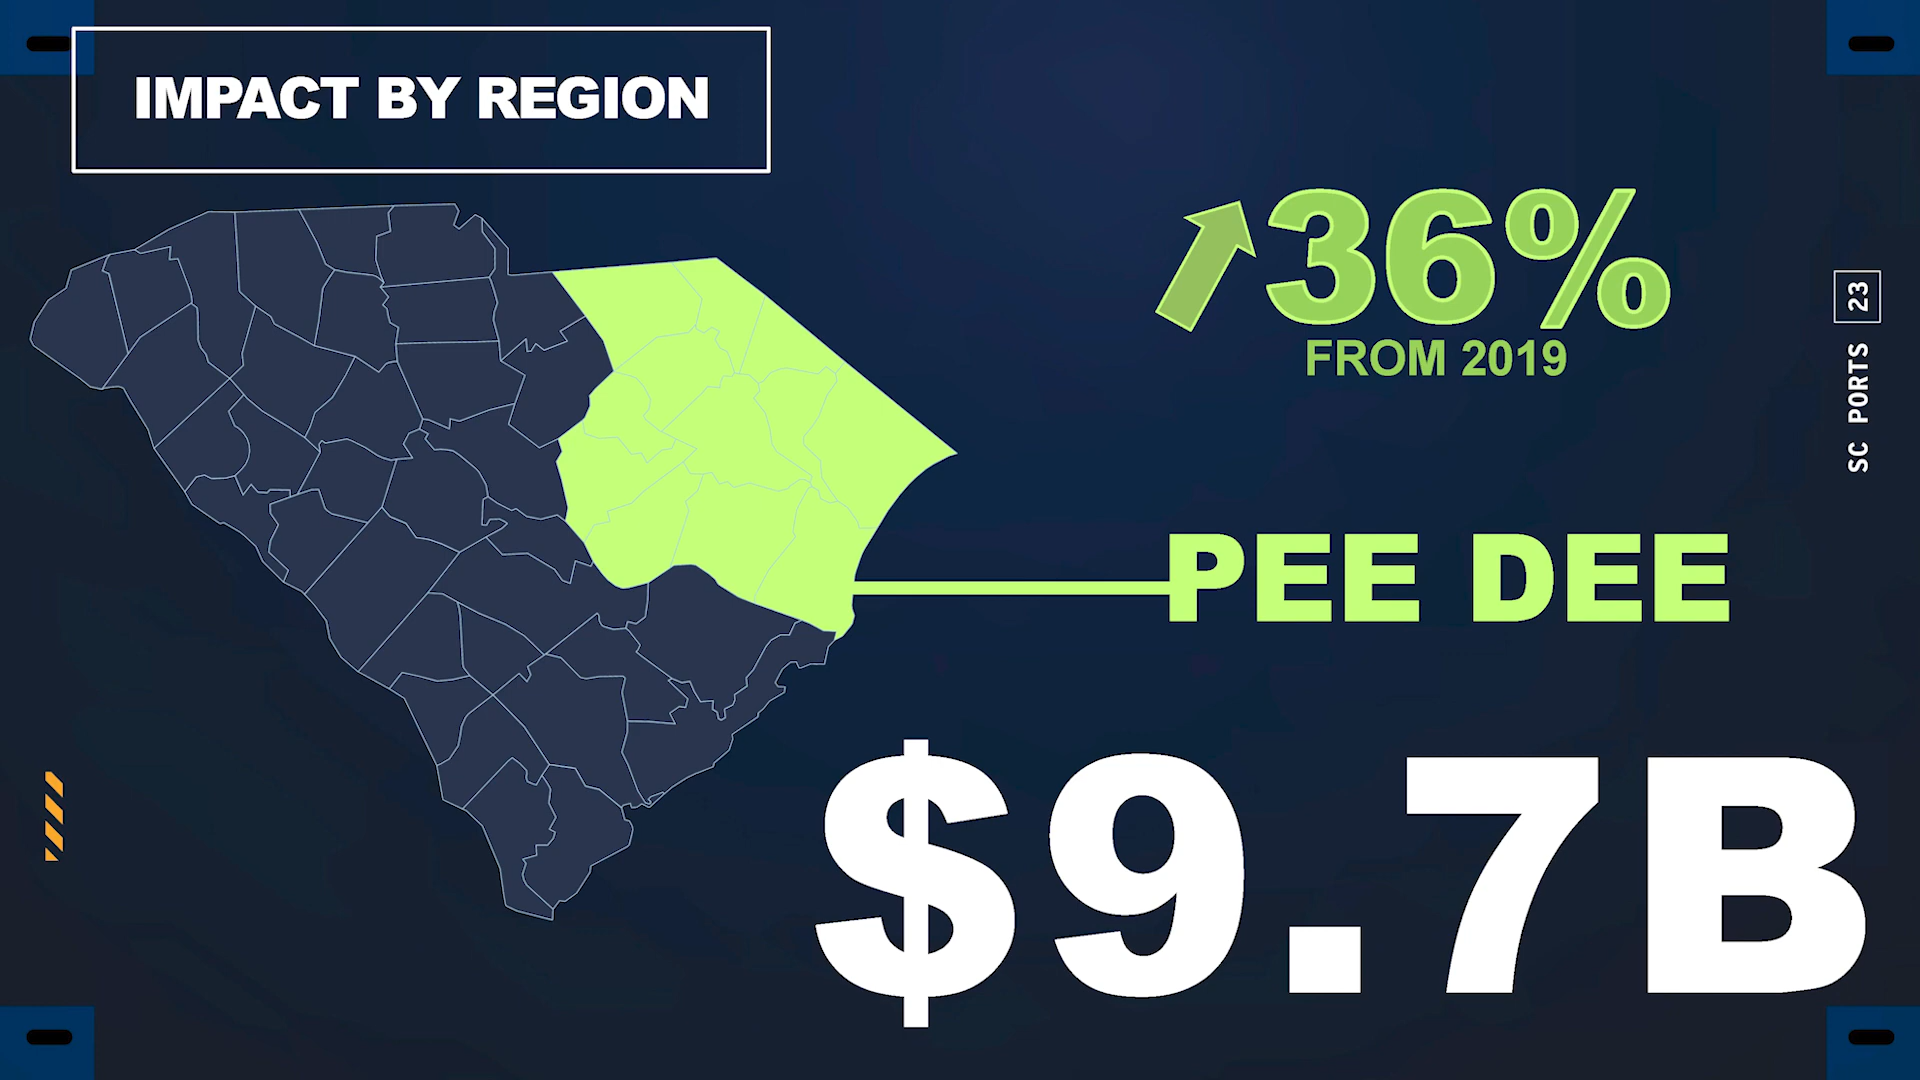 IMPACT BY REGION
36%
FROM 2019
SC PORTS 23
PEE DEE
$9.7B